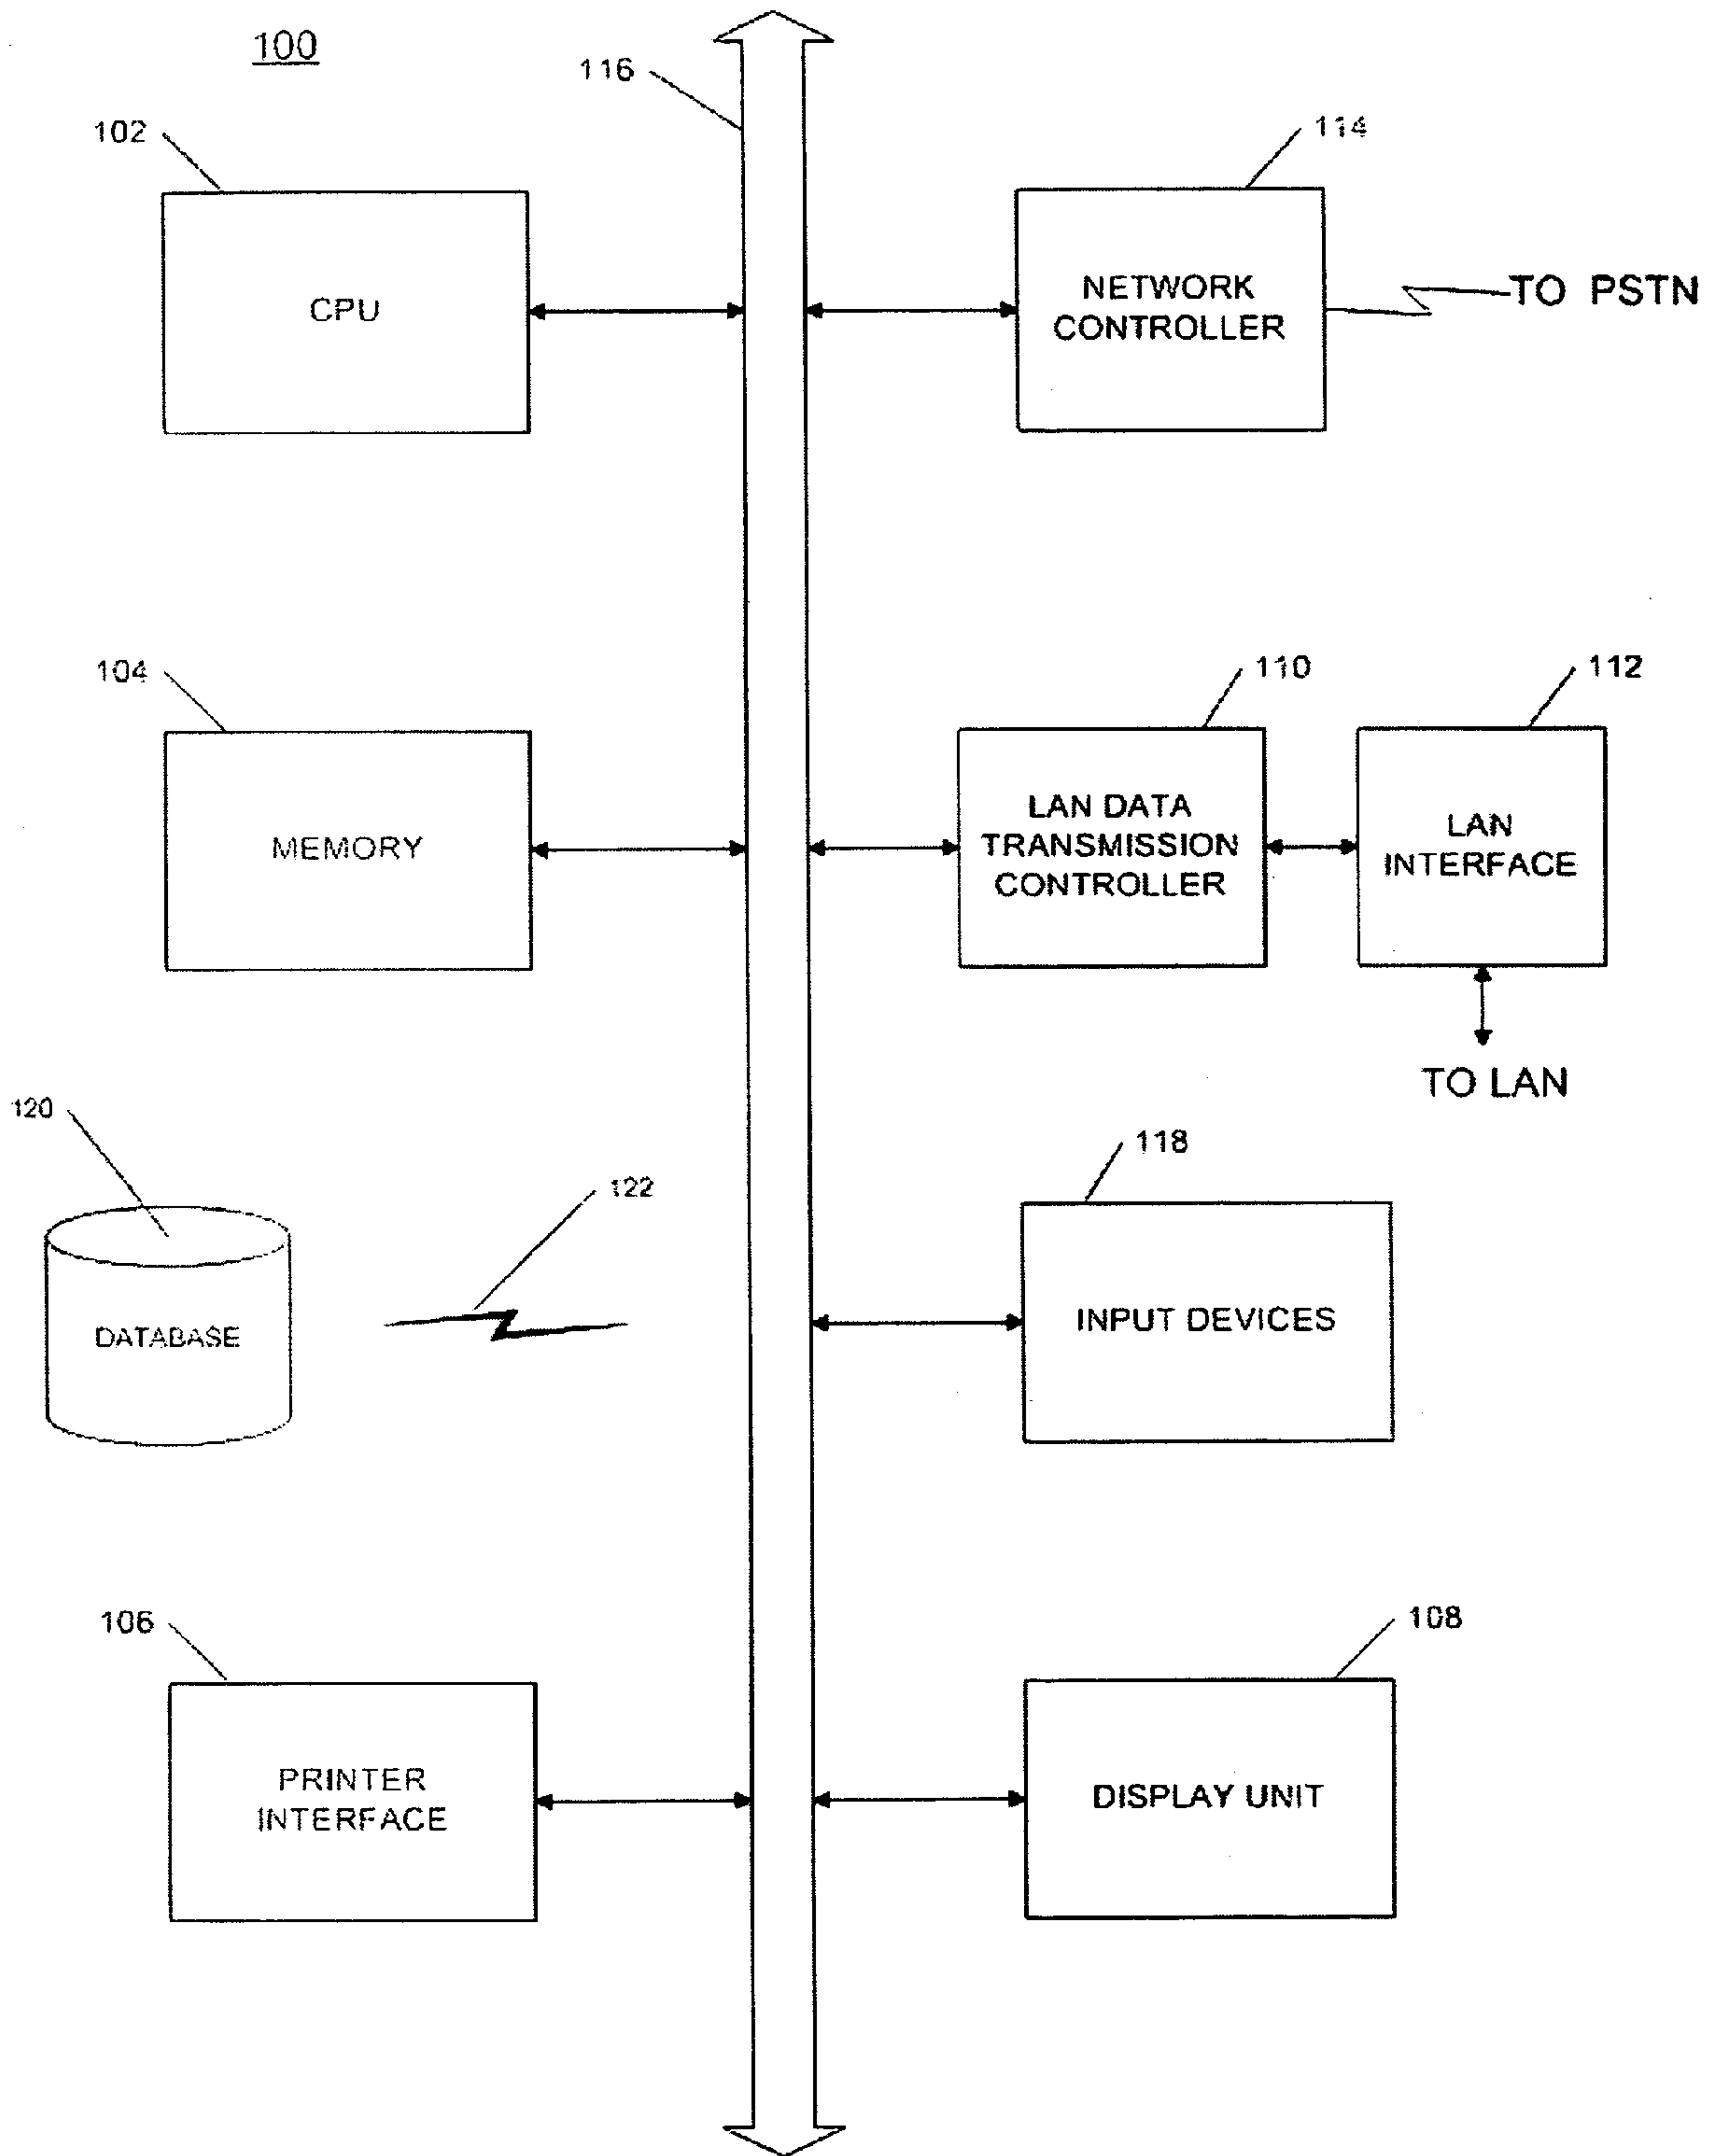 100
116
102
114
CPU
NETWORK
CONTROLLER
TO PSTN
104
110
112
MEMORY
LAN DATA
TRANSMISSION
CONTROLLER
LAN
INTERFACE
TO LAN
120
122
118
DATABASE
INPUT DEVICES
106
108
PRINTER
INTERFACE
DISPLAY UNIT